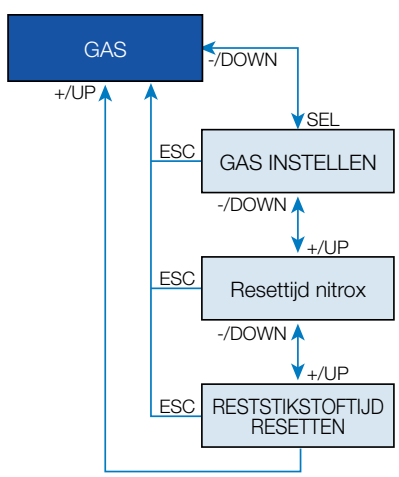 GAS
-/DOWN
+/UP
SEL
ESC
GAS INSTELLEN
-/DOWN
+/UP
ESC
Resettijd nitrox
-/DOWN
+/UP
ESC
RESTSTIKSTOFTIJD
RESETTEN